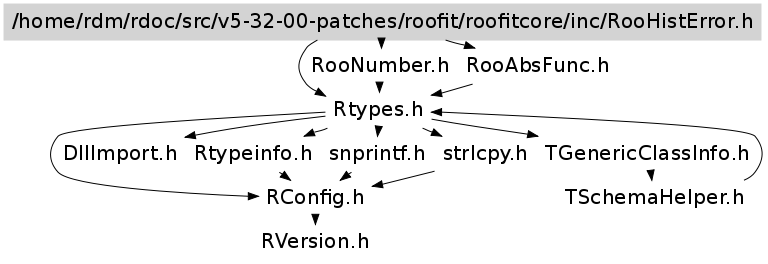 /home/rdm/rdoc/src/v5-32-00-patches/roofit/roofitcore/inc/RooHistError.h
RooNumber.h RooAbsFunc.h
Rtypes.h
DllImport.h Rtypeinfo.h snprintf.h strlcpy.h TGenericClassInfo.h
RConfig.h TSchemaHelper.h
RVersion.h